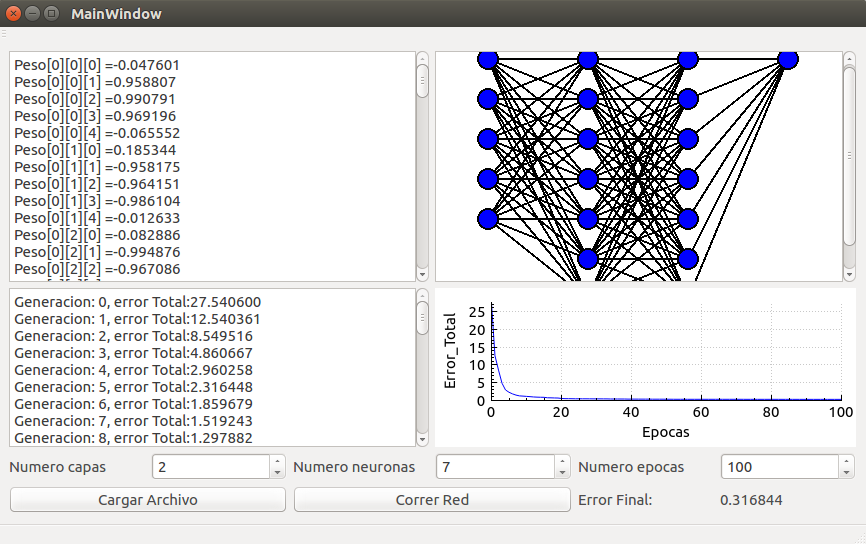 MainWindow
Peso[0][0][0] =-0.047601
Peso[0][0][1] =0.958807
Peso[0][0][2] =0.990791
Peso[0][0][3] =0.969196
Peso[0][0][4] =-0.065552
Peso[0][1][0] =0.185344
Peso[0][1][1] =-0.958175
Peso[0][1][2] =-0.964151
Peso[0][1][3] =-0.986104
Peso[0][1][4] =-0.012633
Peso[0][2][0] =-0.082886
Peso[0][2][1] =-0.994876
Peso[0][2][2] =-0.967086
Generacion: 0, error Total:27.540600
Generacion: 1, error Total:12.540361
Generacion: 2, error Total:8.549516
Generacion: 3, error Total:4.860667
Generacion: 4, error Total:2.960258
Generacion: 5, error Total:2.316448
Generacion: 6, error Total:1.859679
Generacion: 7, error Total:1.519243
Generacion: 8, error Total:1.297882
Error_Total
25
20
15
10
5
0
0 20 40 60 80 100
Epocas
Numero capas 2 Numero neuronas 7 Numero epocas 100
Cargar Archivo Correr Red Error Final: 0.316844